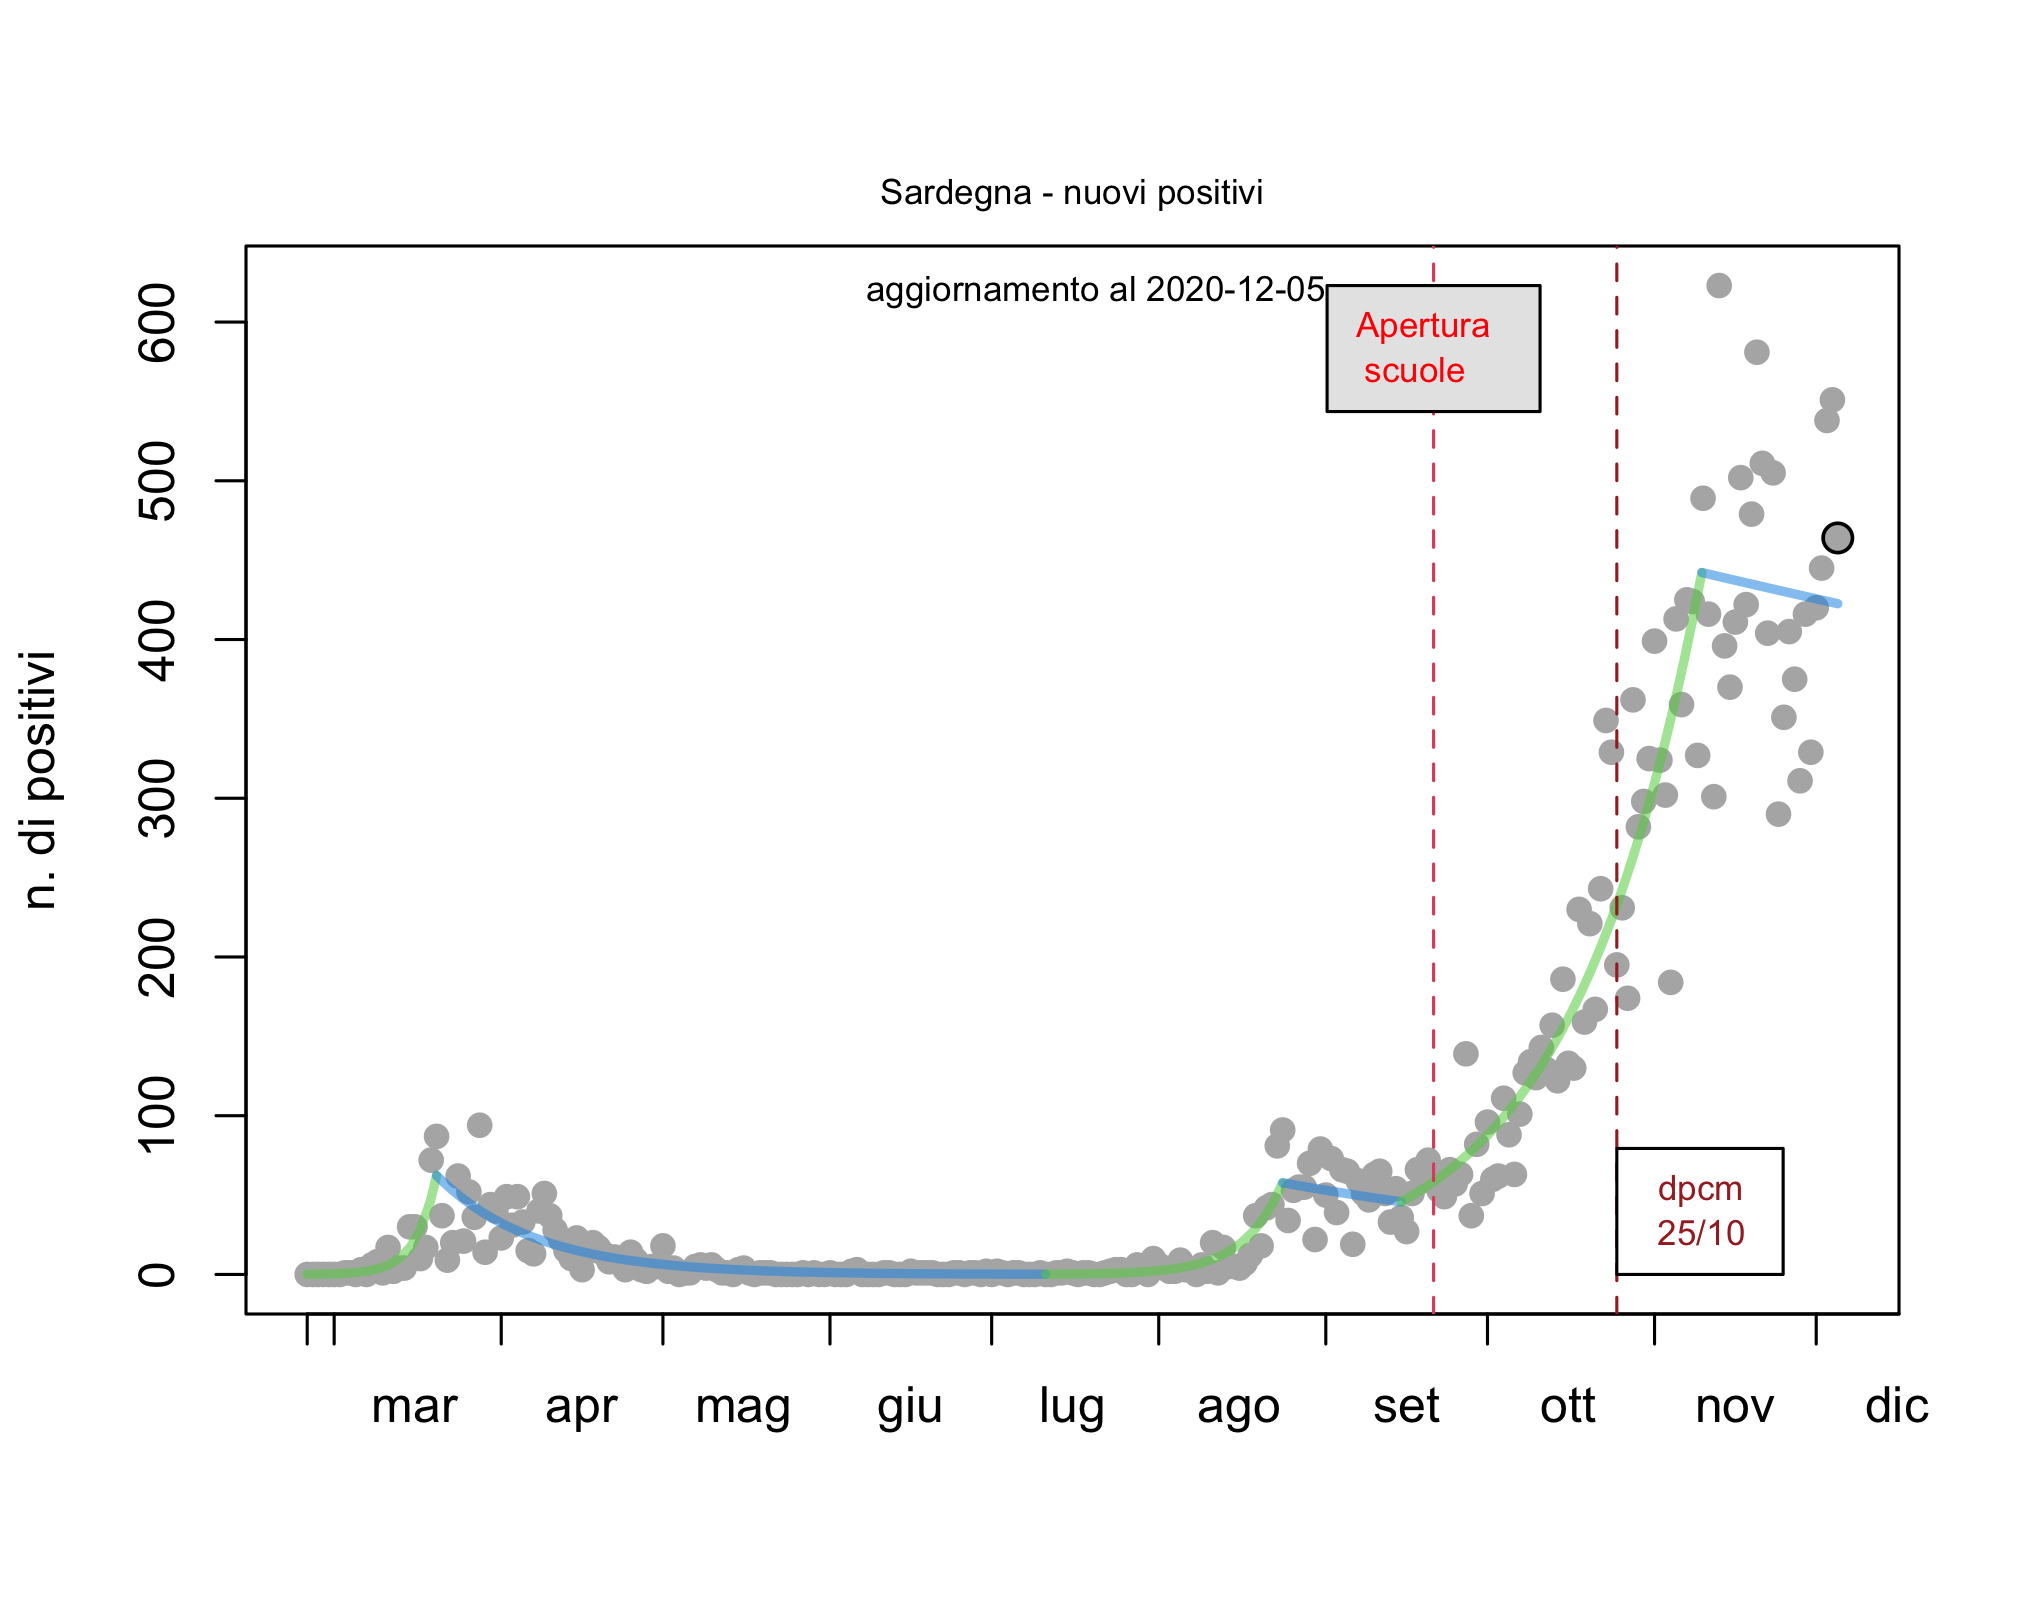 Sardegna - nuovi positivi
aggiornamento al 2020-12-05
Apertura
scuole
dpcm
25/10
n. di positivi
0
100
200
300
400
500
600
mar apr mag giu lug ago set ott nov dic